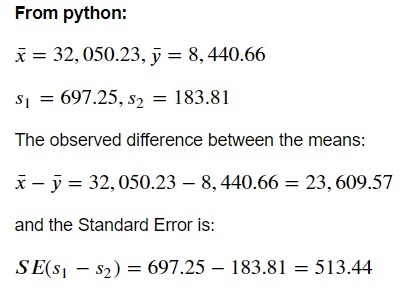 From python:
x̄ = 32, 050.23, ȳ = 8, 440.66
s₁ = 697.25, s₂ = 183.81
The observed difference between the means:
x̄ − ȳ = 32, 050.23 − 8, 440.66 = 23, 609.57
and the Standard Error is:
SE(s₁ − s₂) = 697.25 − 183.81 = 513.44